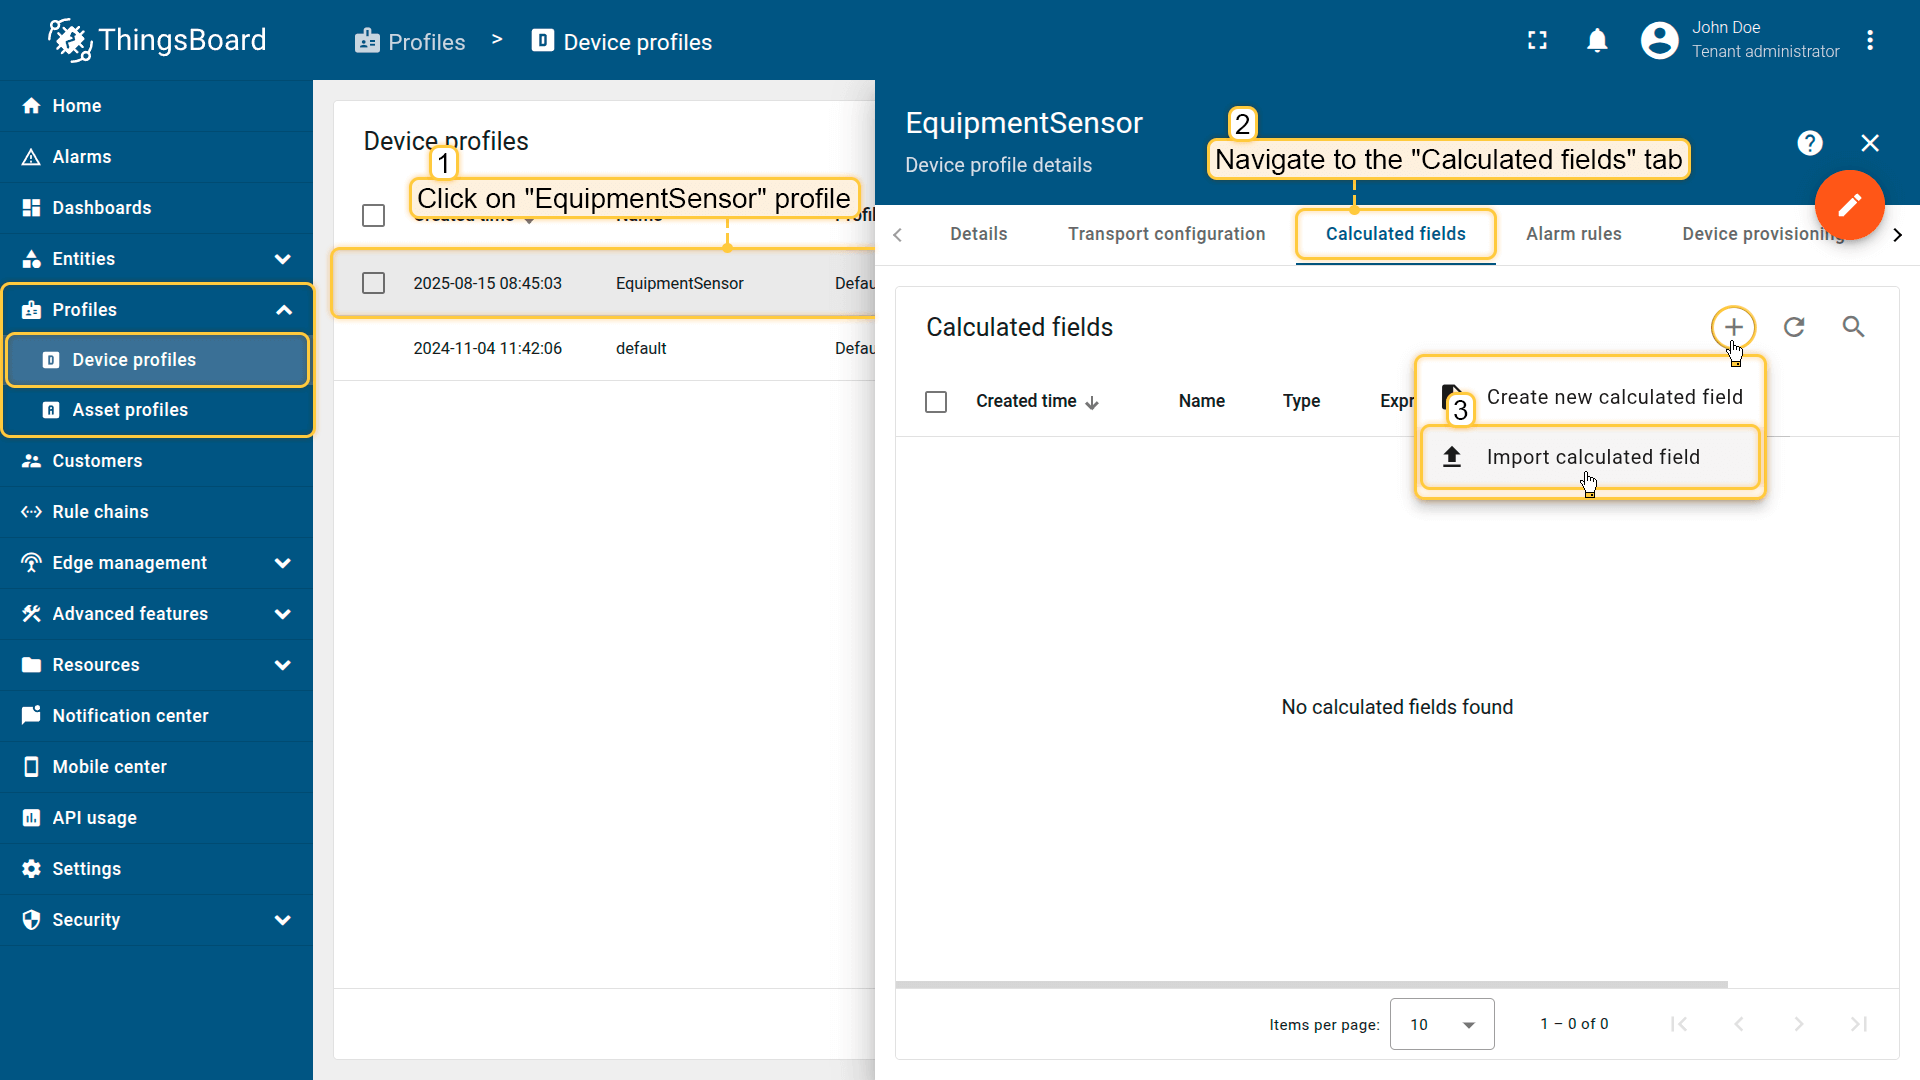 ThingsBoard
Profiles > D Device profiles
John Doe
Tenant administrator
Home
Alarms
Dashboards
Entities
Profiles
D Device profiles
A Asset profiles
Customers
Rule chains
Edge management
Advanced features
Resources
Notification center
Mobile center
API usage
Settings
Security
Device profiles
1
Click on "EquipmentSensor" profile
Created time Name Profil
2025-08-15 08:45:03 EquipmentSensor Defau
2024-11-04 11:42:06 default Defau
EquipmentSensor
Device profile details
2
Navigate to the "Calculated fields" tab
Details Transport configuration Calculated fields Alarm rules Device provisioning
Calculated fields
Created time Name Type Expr
Create new calculated field
3
Import calculated field
No calculated fields found
Items per page: 10 1 – 0 of 0